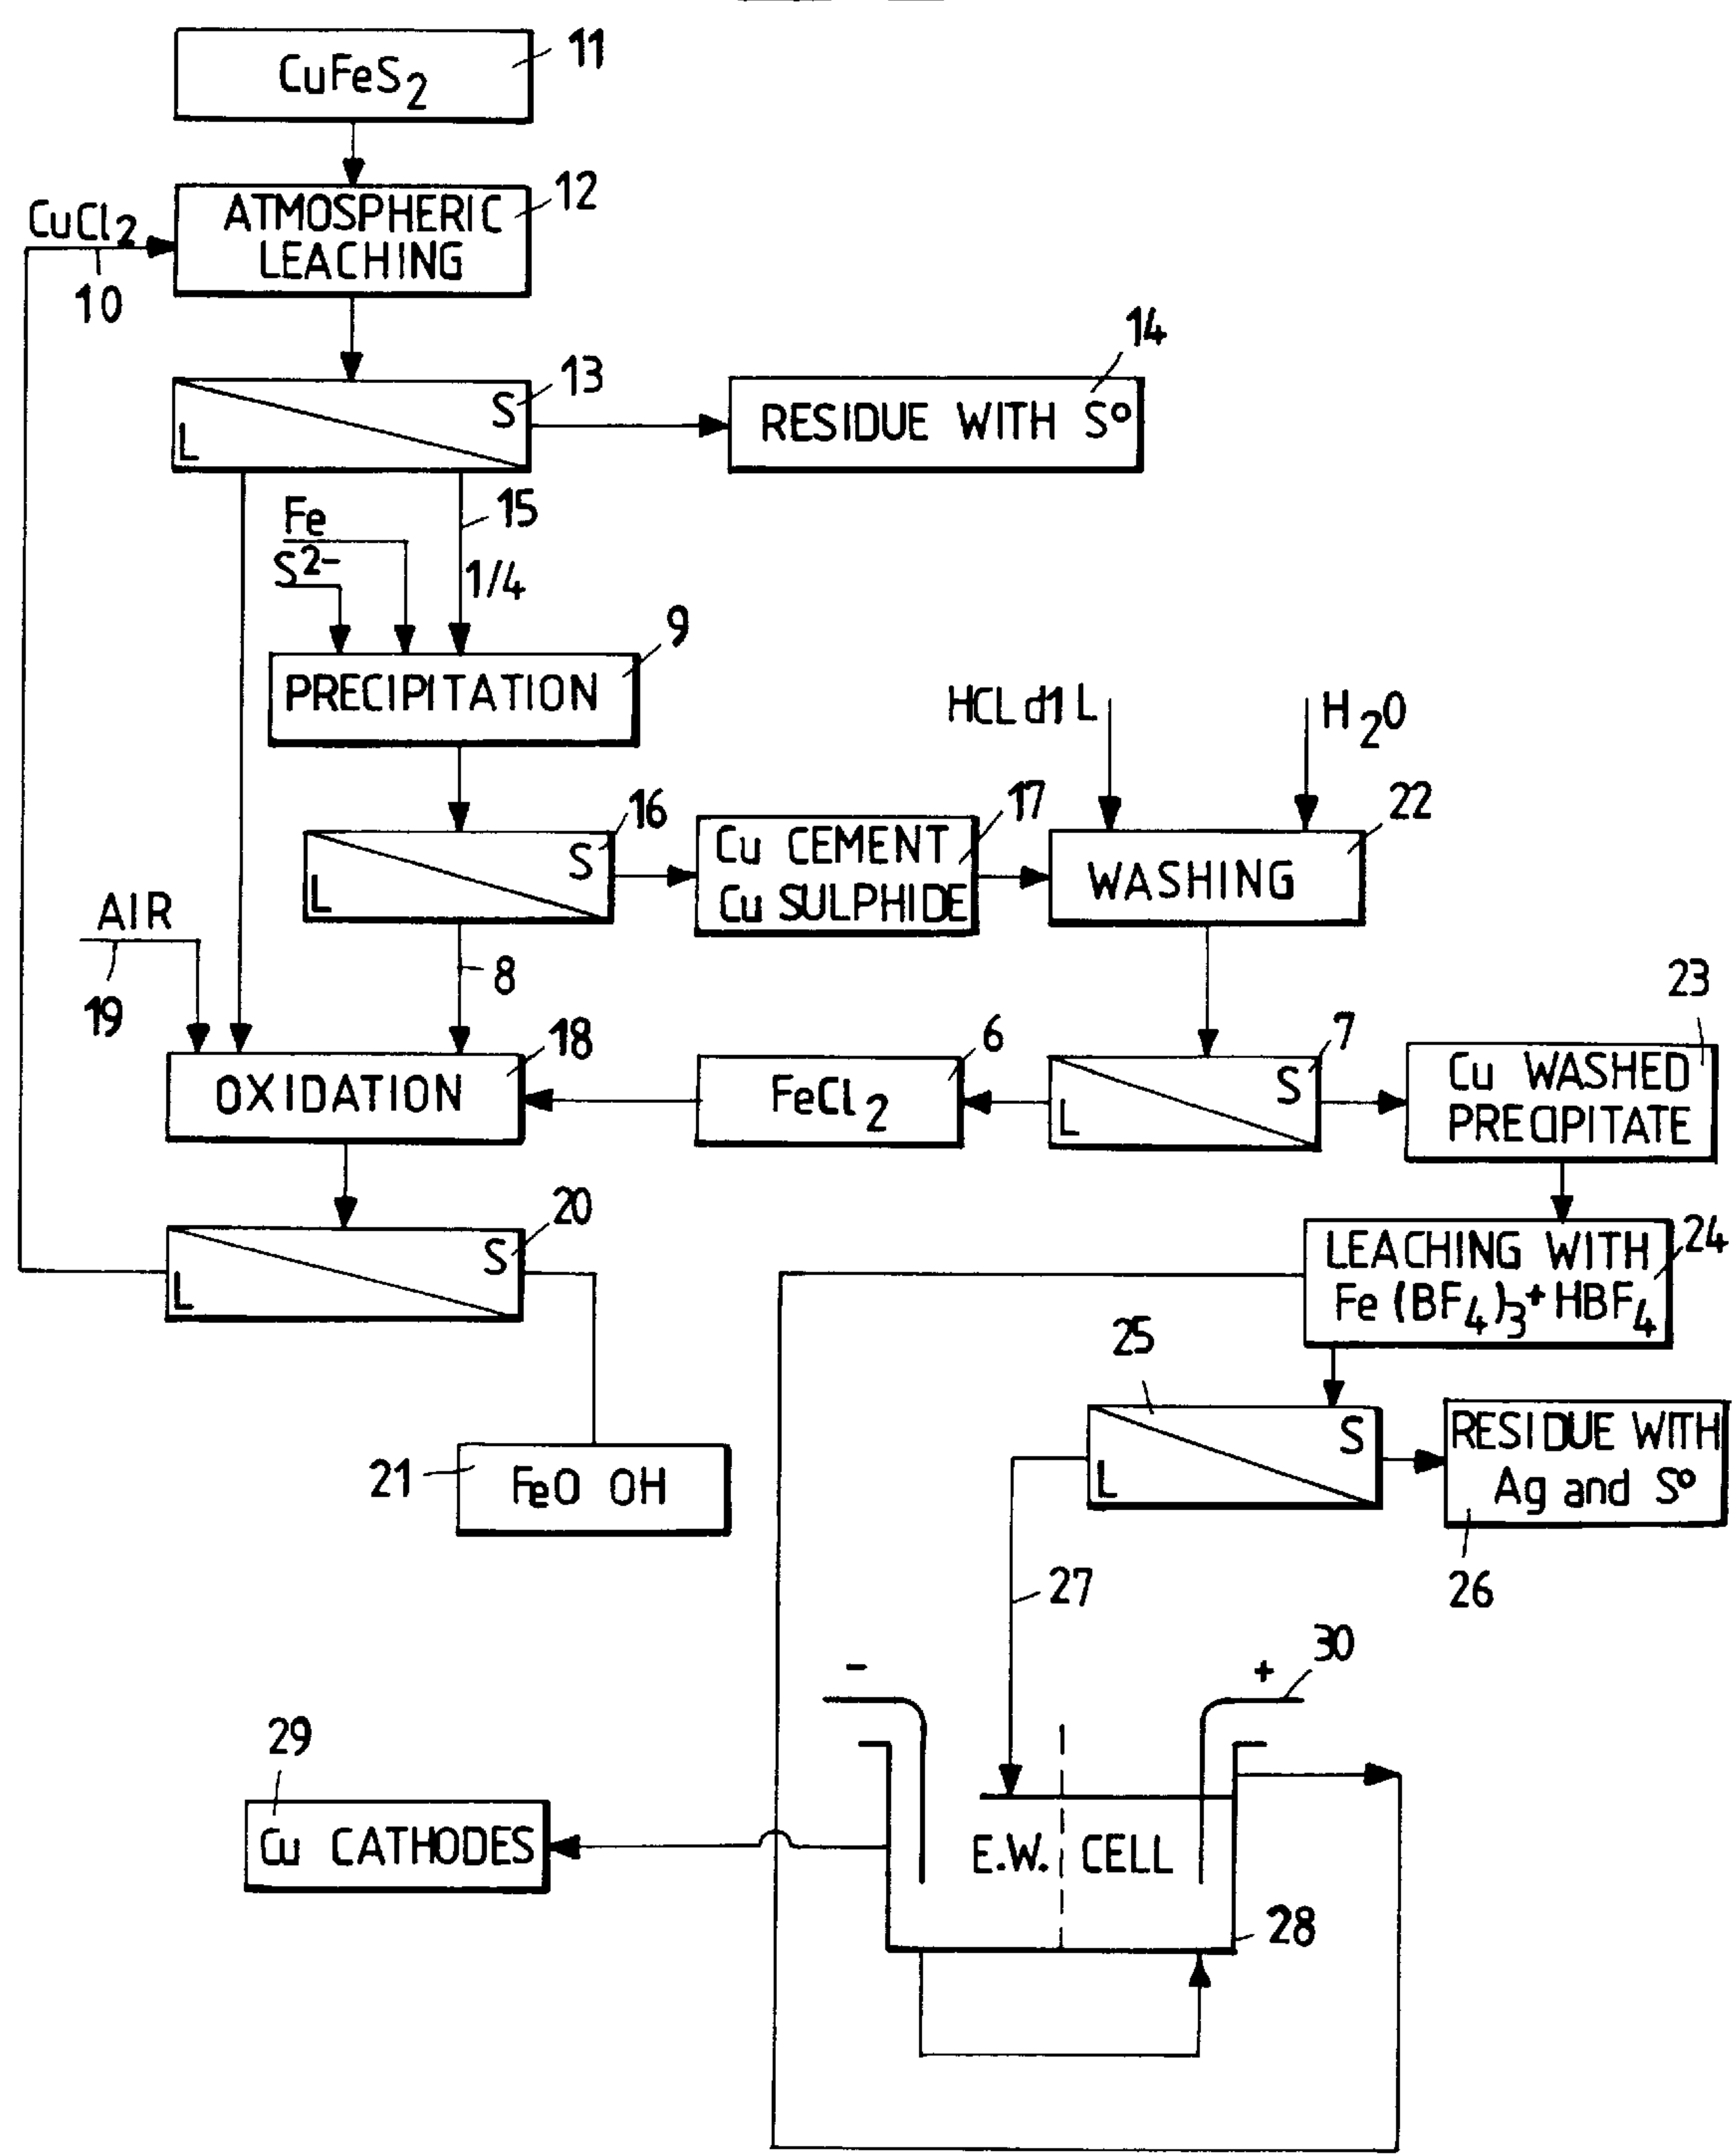 CuFeS2
11
ATMOSPHERIC
LEACHING
12
CuCl2
10
L
S
13
RESIDUE WITH S°
14
Fe
S2-
15
1/4
PRECIPITATION
9
HCL d1 L
H2O
L
S
16
Cu CEMENT
Cu SULPHIDE
17
WASHING
22
AIR
19
8
OXIDATION
18
FeCl2
6
L
S
7
Cu WASHED
PRECIPITATE
23
L
S
20
LEACHING WITH
Fe (BF4)3+HBF4
24
21
FeO OH
25
L
S
RESIDUE WITH
Ag and S°
26
27
-
+
30
29
Cu CATHODES
E.W. CELL
28